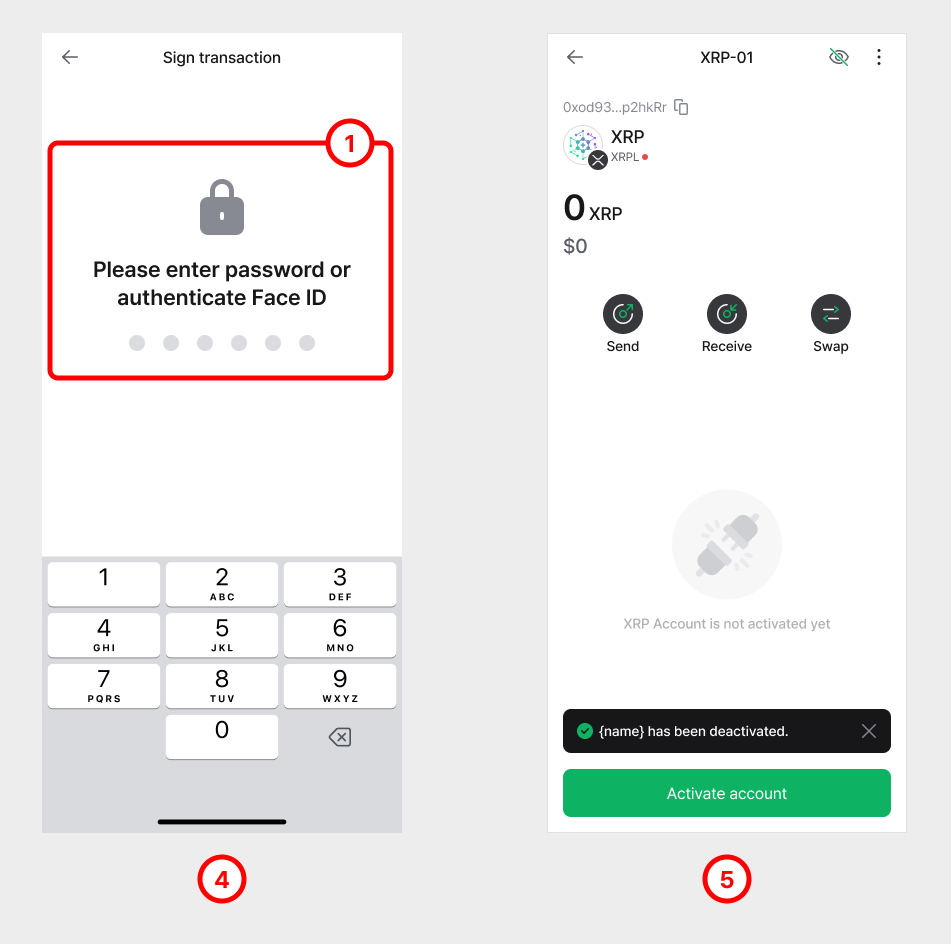 Sign transaction
1
Please enter password or
authenticate Face ID
1
2
ABC
3
DEF
4
GHI
5
JKL
6
MNO
7
PQRS
8
TUV
9
WXYZ
0
4
XRP-01
0xod93...p2hkRr
XRP
XRPL
0 XRP
$0
Send
Receive
Swap
XRP Account is not activated yet
{name} has been deactivated.
Activate account
5